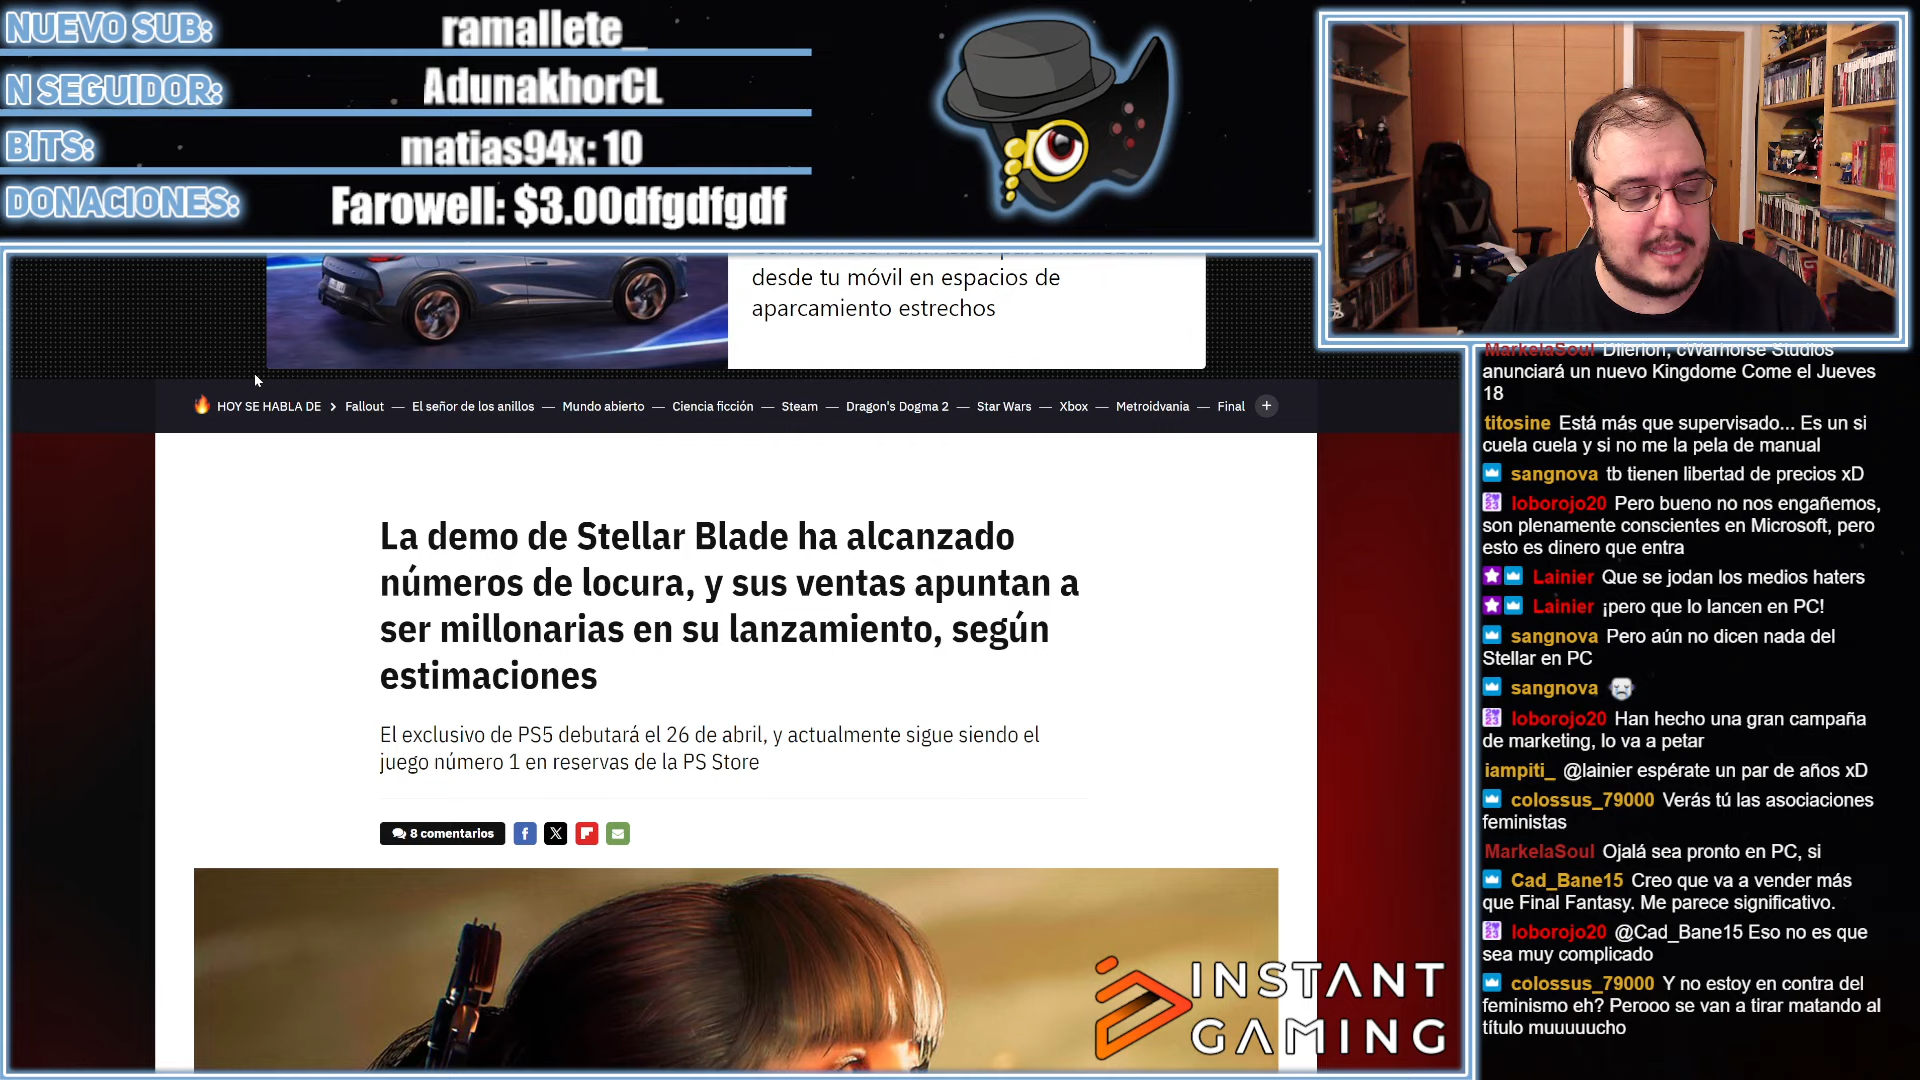 NUEVO SUB:
ramallete_
N SEGUIDOR:
AdunakhorCL
BITS:
matias94x: 10
DONACIONES:
Farowell: $3.00dfgdfgdf
desde tu móvil en espacios de
aparcamiento estrechos
HOY SE HABLA DE > Fallout — El señor de los anillos — Mundo abierto — Ciencia ficción — Steam — Dragon's Dogma 2 — Star Wars — Xbox — Metroidvania — Final +
La demo de Stellar Blade ha alcanzado
números de locura, y sus ventas apuntan a
ser millonarias en su lanzamiento, según
estimaciones
El exclusivo de PS5 debutará el 26 de abril, y actualmente sigue siendo el
juego número 1 en reservas de la PS Store
8 comentarios
INSTANT
GAMING
MarkelaSoul Dilerion, cWarhorse Studios
anunciará un nuevo Kingdome Come el Jueves
18
titosine Está más que supervisado... Es un si
cuela cuela y si no me la pela de manual
sangnova tb tienen libertad de precios xD
loborojo20 Pero bueno no nos engañemos,
son plenamente conscientes en Microsoft, pero
esto es dinero que entra
Lainier Que se jodan los medios haters
Lainier ¡pero que lo lancen en PC!
sangnova Pero aún no dicen nada del
Stellar en PC
sangnova
loborojo20 Han hecho una gran campaña
de marketing, lo va a petar
iampiti_ @lainier espérate un par de años xD
colossus_79000 Verás tú las asociaciones
feministas
MarkelaSoul Ojalá sea pronto en PC, si
Cad_Bane15 Creo que va a vender más
que Final Fantasy. Me parece significativo.
loborojo20 @Cad_Bane15 Eso no es que
sea muy complicado
colossus_79000 Y no estoy en contra del
feminismo eh? Perooo se van a tirar matando al
título muuuuucho